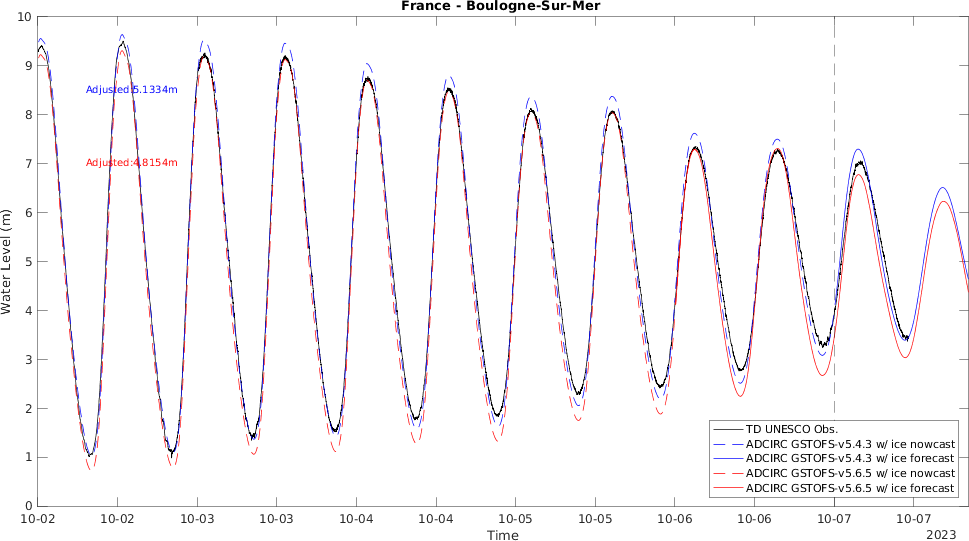 France - Boulogne-Sur-Mer
10
9
8
7
6
5
4
3
2
1
0
Water Level (m)
Adjusted:5.1334m
Adjusted:4.8154m
TD UNESCO Obs.
ADCIRC GSTOFS-v5.4.3 w/ ice nowcast
ADCIRC GSTOFS-v5.4.3 w/ ice forecast
ADCIRC GSTOFS-v5.6.5 w/ ice nowcast
ADCIRC GSTOFS-v5.6.5 w/ ice forecast
10-02 10-02 10-03 10-03 10-04 10-04 10-05 10-05 10-06 10-06 10-07 10-07
Time
2023